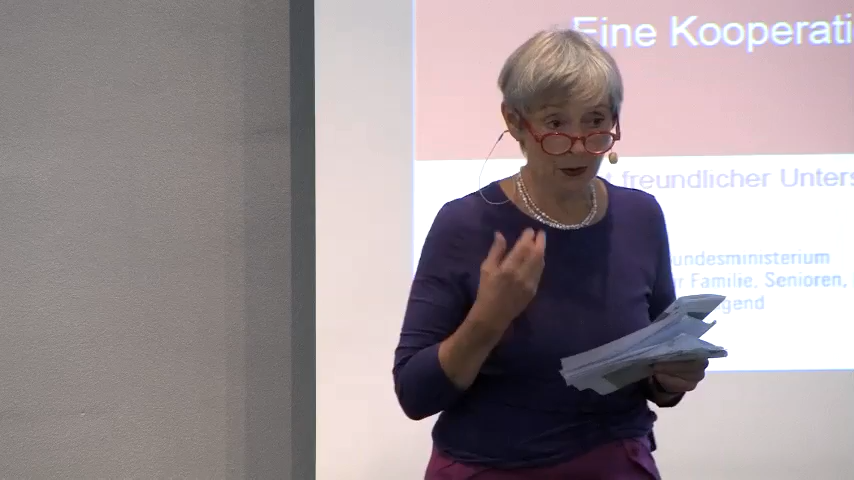 Eine Kooperati
t freundlicher Unters
undesministerium
r Familie, Senioren,
gend